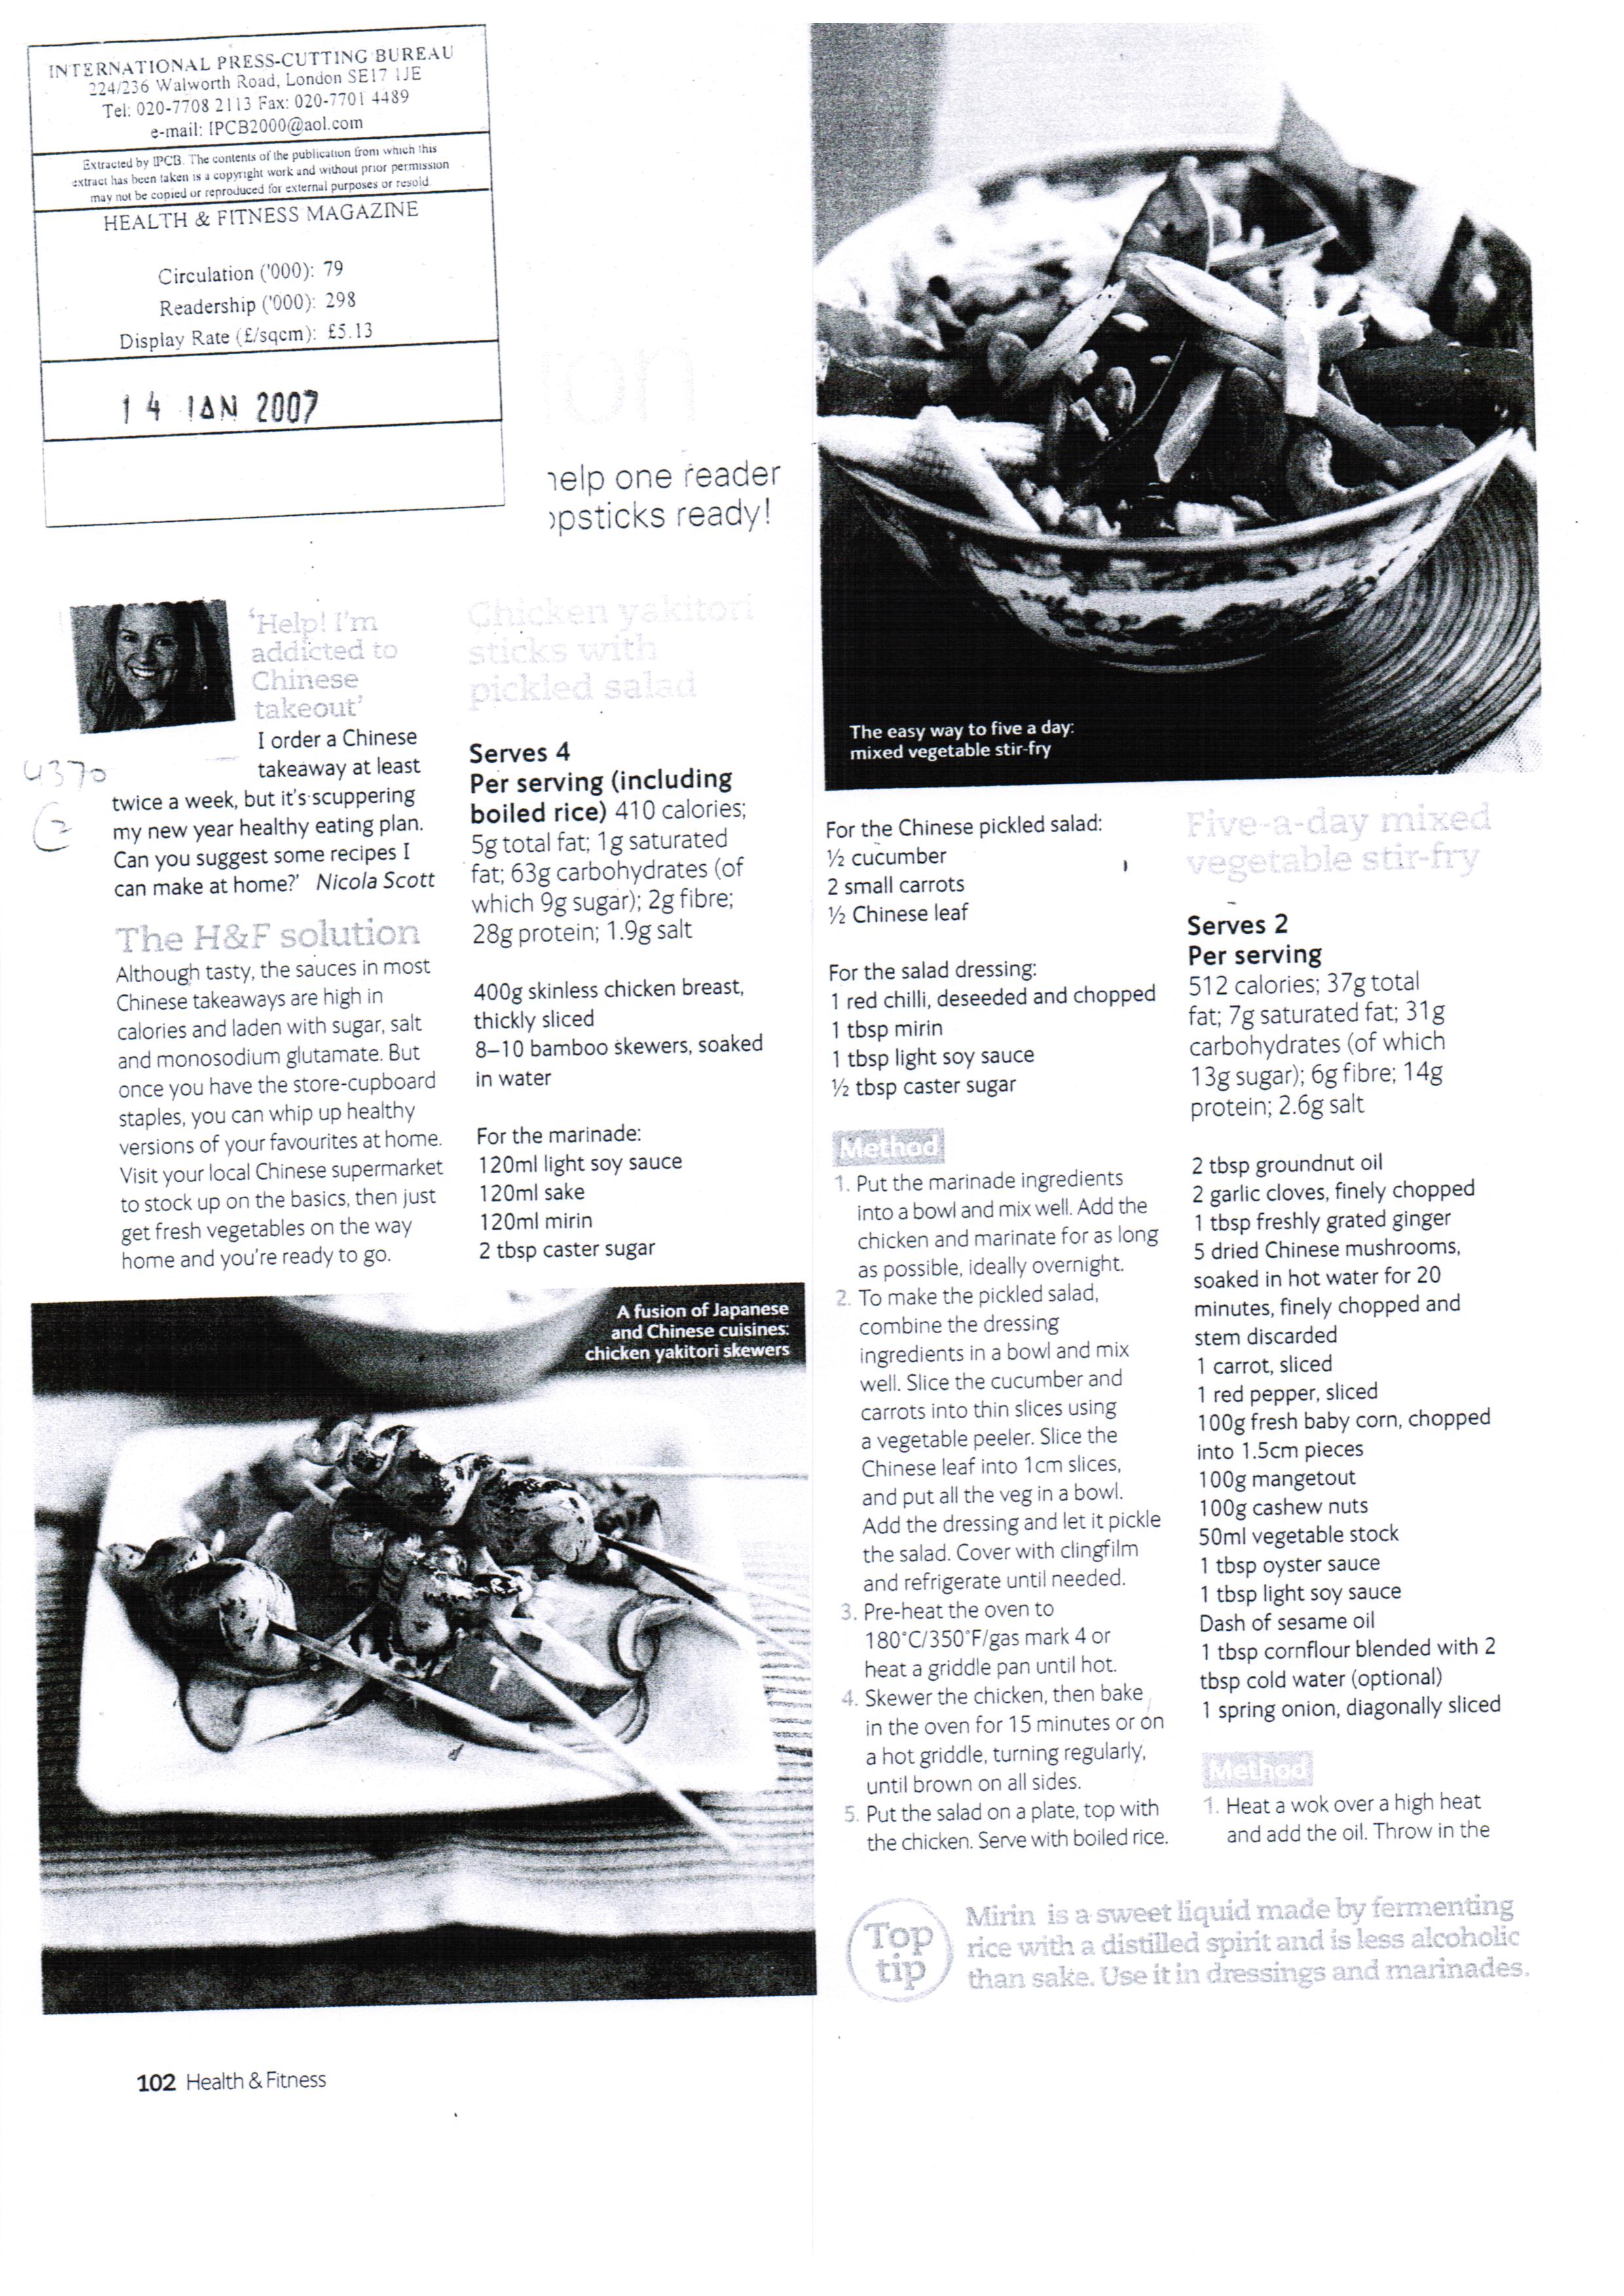 INTERNATIONAL PRESS-CUTTING BUREAU
224/236 Walworth Road, London SE17 1JE
Tel: 020-7708 2113 Fax: 020-7701 4489
e-mail: IPCB2000@aol.com
Extracted by IPCB. The contents of the publication from which this
extract has been taken is a copyright work and without prior permission
may not be copied or reproduced for external purposes or resold.
HEALTH & FITNESS MAGAZINE
Circulation ('000): 79
Readership ('000): 298
Display Rate (£/sqcm): £5.13
14 JAN 2007
help one reader
opsticks ready!
4370
2
'Help! I'm
addicted to
Chinese
takeout'
I order a Chinese
takeaway at least
twice a week, but it's scuppering
my new year healthy eating plan.
Can you suggest some recipes I
can make at home?' Nicola Scott
The H&F solution
Although tasty, the sauces in most
Chinese takeaways are high in
calories and laden with sugar, salt
and monosodium glutamate. But
once you have the store-cupboard
staples, you can whip up healthy
versions of your favourites at home.
Visit your local Chinese supermarket
to stock up on the basics, then just
get fresh vegetables on the way
home and you're ready to go.
Chicken yakitori
sticks with
pickled salad
Serves 4
Per serving (including
boiled rice) 410 calories;
5g total fat; 1g saturated
fat; 63g carbohydrates (of
which 9g sugar); 2g fibre;
28g protein; 1.9g salt
400g skinless chicken breast,
thickly sliced
8–10 bamboo skewers, soaked
in water
For the marinade:
120ml light soy sauce
120ml sake
120ml mirin
2 tbsp caster sugar
A fusion of Japanese
and Chinese cuisines:
chicken yakitori skewers
The easy way to five a day:
mixed vegetable stir-fry
For the Chinese pickled salad:
½ cucumber
2 small carrots
½ Chinese leaf
For the salad dressing:
1 red chilli, deseeded and chopped
1 tbsp mirin
1 tbsp light soy sauce
½ tbsp caster sugar
Method
1. Put the marinade ingredients
into a bowl and mix well. Add the
chicken and marinate for as long
as possible, ideally overnight.
2. To make the pickled salad,
combine the dressing
ingredients in a bowl and mix
well. Slice the cucumber and
carrots into thin slices using
a vegetable peeler. Slice the
Chinese leaf into 1cm slices,
and put all the veg in a bowl.
Add the dressing and let it pickle
the salad. Cover with clingfilm
and refrigerate until needed.
3. Pre-heat the oven to
180°C/350°F/gas mark 4 or
heat a griddle pan until hot.
4. Skewer the chicken, then bake
in the oven for 15 minutes or on
a hot griddle, turning regularly,
until brown on all sides.
5. Put the salad on a plate, top with
the chicken. Serve with boiled rice.
Five-a-day mixed
vegetable stir-fry
Serves 2
Per serving
512 calories; 37g total
fat; 7g saturated fat; 31g
carbohydrates (of which
13g sugar); 6g fibre; 14g
protein; 2.6g salt
2 tbsp groundnut oil
2 garlic cloves, finely chopped
1 tbsp freshly grated ginger
5 dried Chinese mushrooms,
soaked in hot water for 20
minutes, finely chopped and
stem discarded
1 carrot, sliced
1 red pepper, sliced
100g fresh baby corn, chopped
into 1.5cm pieces
100g mangetout
100g cashew nuts
50ml vegetable stock
1 tbsp oyster sauce
1 tbsp light soy sauce
Dash of sesame oil
1 tbsp cornflour blended with 2
tbsp cold water (optional)
1 spring onion, diagonally sliced
Method
1. Heat a wok over a high heat
and add the oil. Throw in the
Top
tip
Mirin is a sweet liquid made by fermenting
rice with a distilled spirit and is less alcoholic
than sake. Use it in dressings and marinades.
102 Health & Fitness